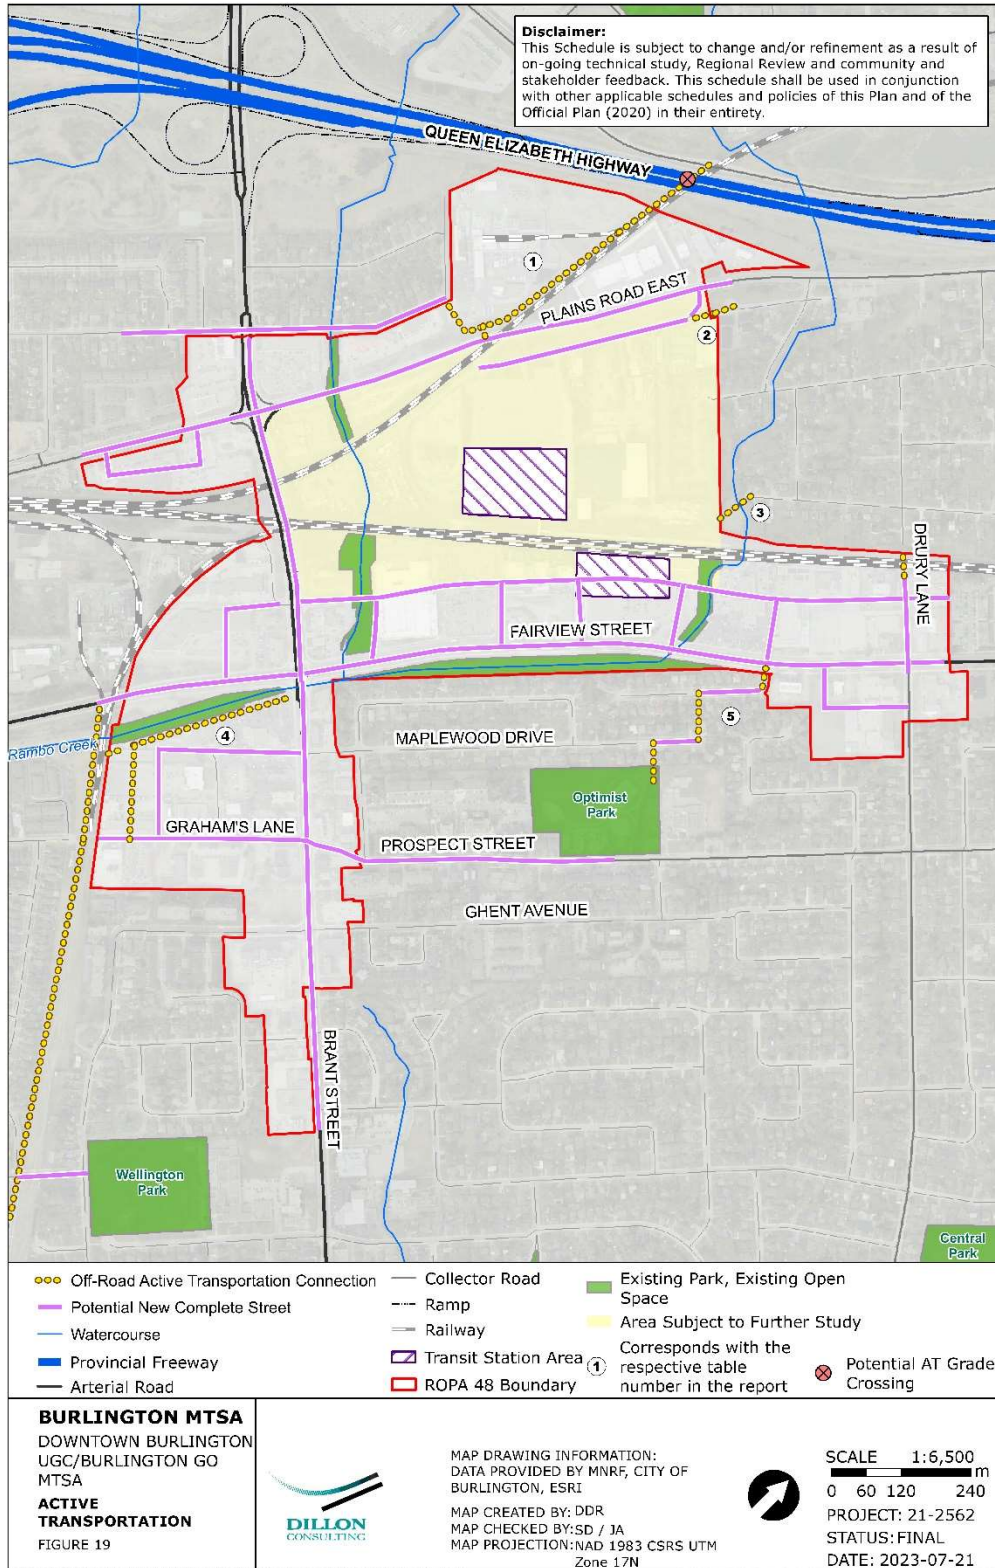 Disclaimer:
This Schedule is subject to change and/or refinement as a result of
on-going technical study, Regional Review and community and
stakeholder feedback. This schedule shall be used in conjunction
with other applicable schedules and policies of this Plan and of the
Official Plan (2020) in their entirety.
QUEEN ELIZABETH HIGHWAY
1
PLAINS ROAD EAST
2
3
DRURY LANE
FAIRVIEW STREET
Rambo Creek
4
5
MAPLEWOOD DRIVE
Optimist
Park
GRAHAM'S LANE
PROSPECT STREET
GHENT AVENUE
BRANT STREET
Wellington
Park
Central
Park
Off-Road Active Transportation Connection
Potential New Complete Street
Watercourse
Provincial Freeway
Arterial Road
Collector Road
Ramp
Railway
Transit Station Area
ROPA 48 Boundary
Existing Park, Existing Open
Space
Area Subject to Further Study
1
Corresponds with the
respective table
number in the report
Potential AT Grade
Crossing
BURLINGTON MTSA
DOWNTOWN BURLINGTON
UGC/BURLINGTON GO
MTSA
ACTIVE
TRANSPORTATION
FIGURE 19
DILLON
CONSULTING
MAP DRAWING INFORMATION:
DATA PROVIDED BY MNRF, CITY OF
BURLINGTON, ESRI
MAP CREATED BY: DDR
MAP CHECKED BY: SD / JA
MAP PROJECTION: NAD 1983 CSRS UTM
Zone 17N
SCALE 1:6,500
m
0 60 120 240
PROJECT: 21-2562
STATUS: FINAL
DATE: 2023-07-21